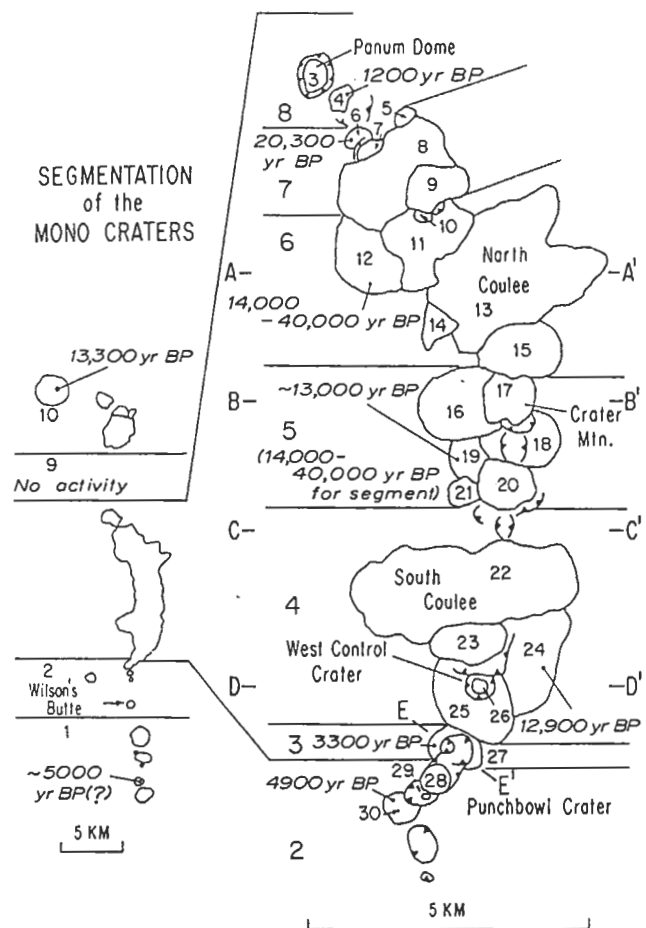 SEGMENTATION
of the
MONO CRATERS
13,300 yr BP
10
9
No activity
2
Wilson's
Butte
1
~5000
yr BP(?)
5 KM
Panum Dome
3
1200 yr BP
4
8
5
6
7
20,300
yr BP
8
7
9
6
10
11
12
North
Coulee
13
A
A'
14,000
-40,000 yr BP
14
15
~13,000 yr BP
B
B'
17
16
Crater
Mtn.
5
18
19
(14,000-
40,000 yr BP
for segment)
20
21
C
C'
22
South
Coulee
4
23
24
West Control
Crater
D
D'
25
26
12,900 yr BP
E
3
3300 yr BP
27
29
28
E'
4900 yr BP
Punchbowl Crater
30
2
5 KM